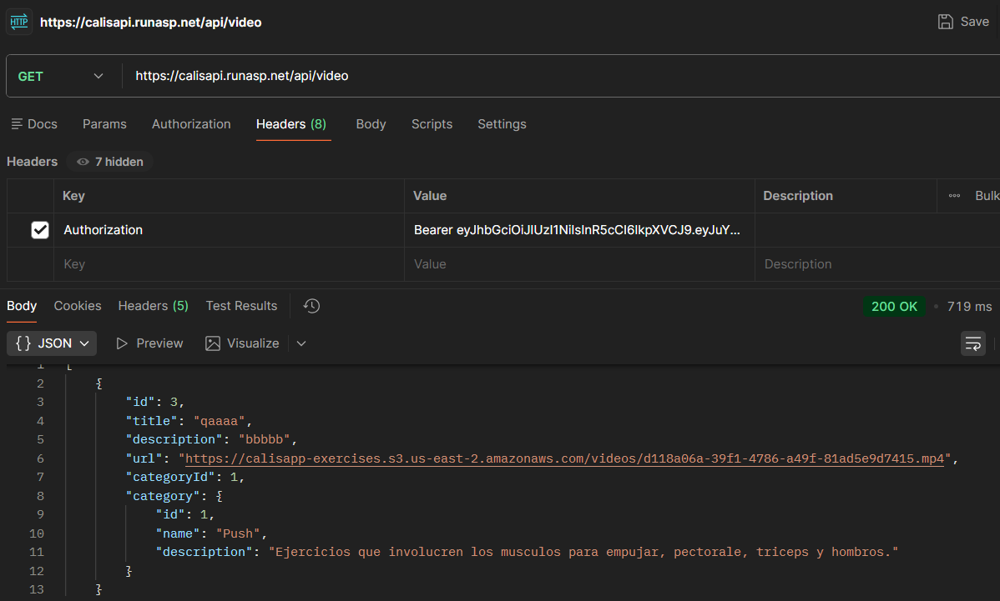 HTTP https://calisapi.runasp.net/api/video Save
GET https://calisapi.runasp.net/api/video
Docs Params Authorization Headers (8) Body Scripts Settings
Headers 7 hidden
Key Value Description Bulk
Authorization Bearer eyJhbGciOiJIUzI1NiIsInR5cCI6IkpXVCJ9.eyJuY...
Key Value Description
Body Cookies Headers (5) Test Results 200 OK • 719 ms
{} JSON Preview Visualize
1 [
2 {
3 "id": 3,
4 "title": "qaaaa",
5 "description": "bbbbb",
6 "url": "https://calisapp-exercises.s3.us-east-2.amazonaws.com/videos/d118a06a-39f1-4786-a49f-81ad5e9d7415.mp4",
7 "categoryId": 1,
8 "category": {
9 "id": 1,
10 "name": "Push",
11 "description": "Ejercicios que involucren los musculos para empujar, pectorale, triceps y hombros."
12 }
13 }